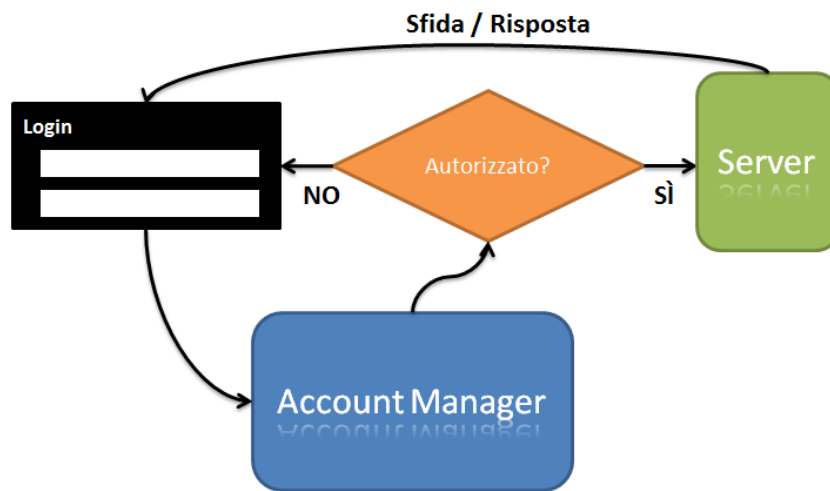 Sfida / Risposta
Login
Autorizzato?
Server
NO
SÌ
Account Manager